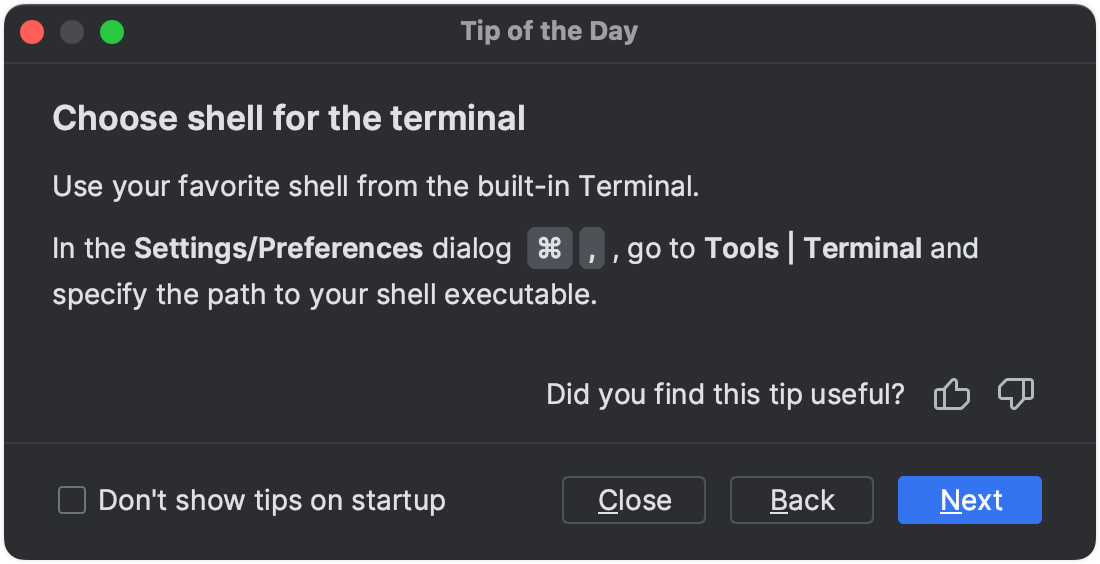 Tip of the Day
Choose shell for the terminal
Use your favorite shell from the built-in Terminal.
In the Settings/Preferences dialog ⌘ , , go to Tools | Terminal and
specify the path to your shell executable.
Did you find this tip useful?
Don't show tips on startup
Close
Back
Next